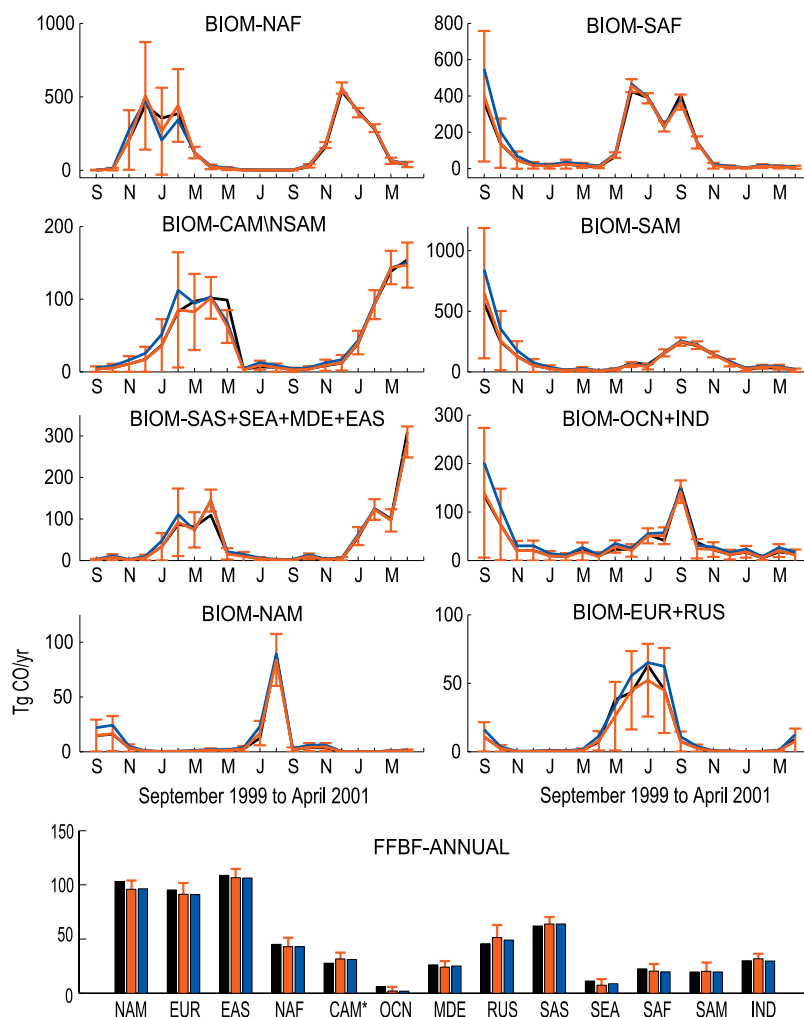 BIOM-NAF
1000
500
0
S N J M M J S N J M
BIOM-SAF
800
600
400
200
0
S N J M M J S N J M
BIOM-CAM\NSAM
200
100
0
S N J M M J S N J M
BIOM-SAM
1000
500
0
S N J M M J S N J M
BIOM-SAS+SEA+MDE+EAS
300
200
100
0
S N J M M J S N J M
BIOM-OCN+IND
300
200
100
0
S N J M M J S N J M
BIOM-NAM
Tg CO/yr
100
50
0
S N J M M J S N J M
September 1999 to April 2001
BIOM-EUR+RUS
100
50
0
S N J M M J S N J M
September 1999 to April 2001
FFBF-ANNUAL
150
100
50
0
NAM EUR EAS NAF CAM* OCN MDE RUS SAS SEA SAF SAM IND